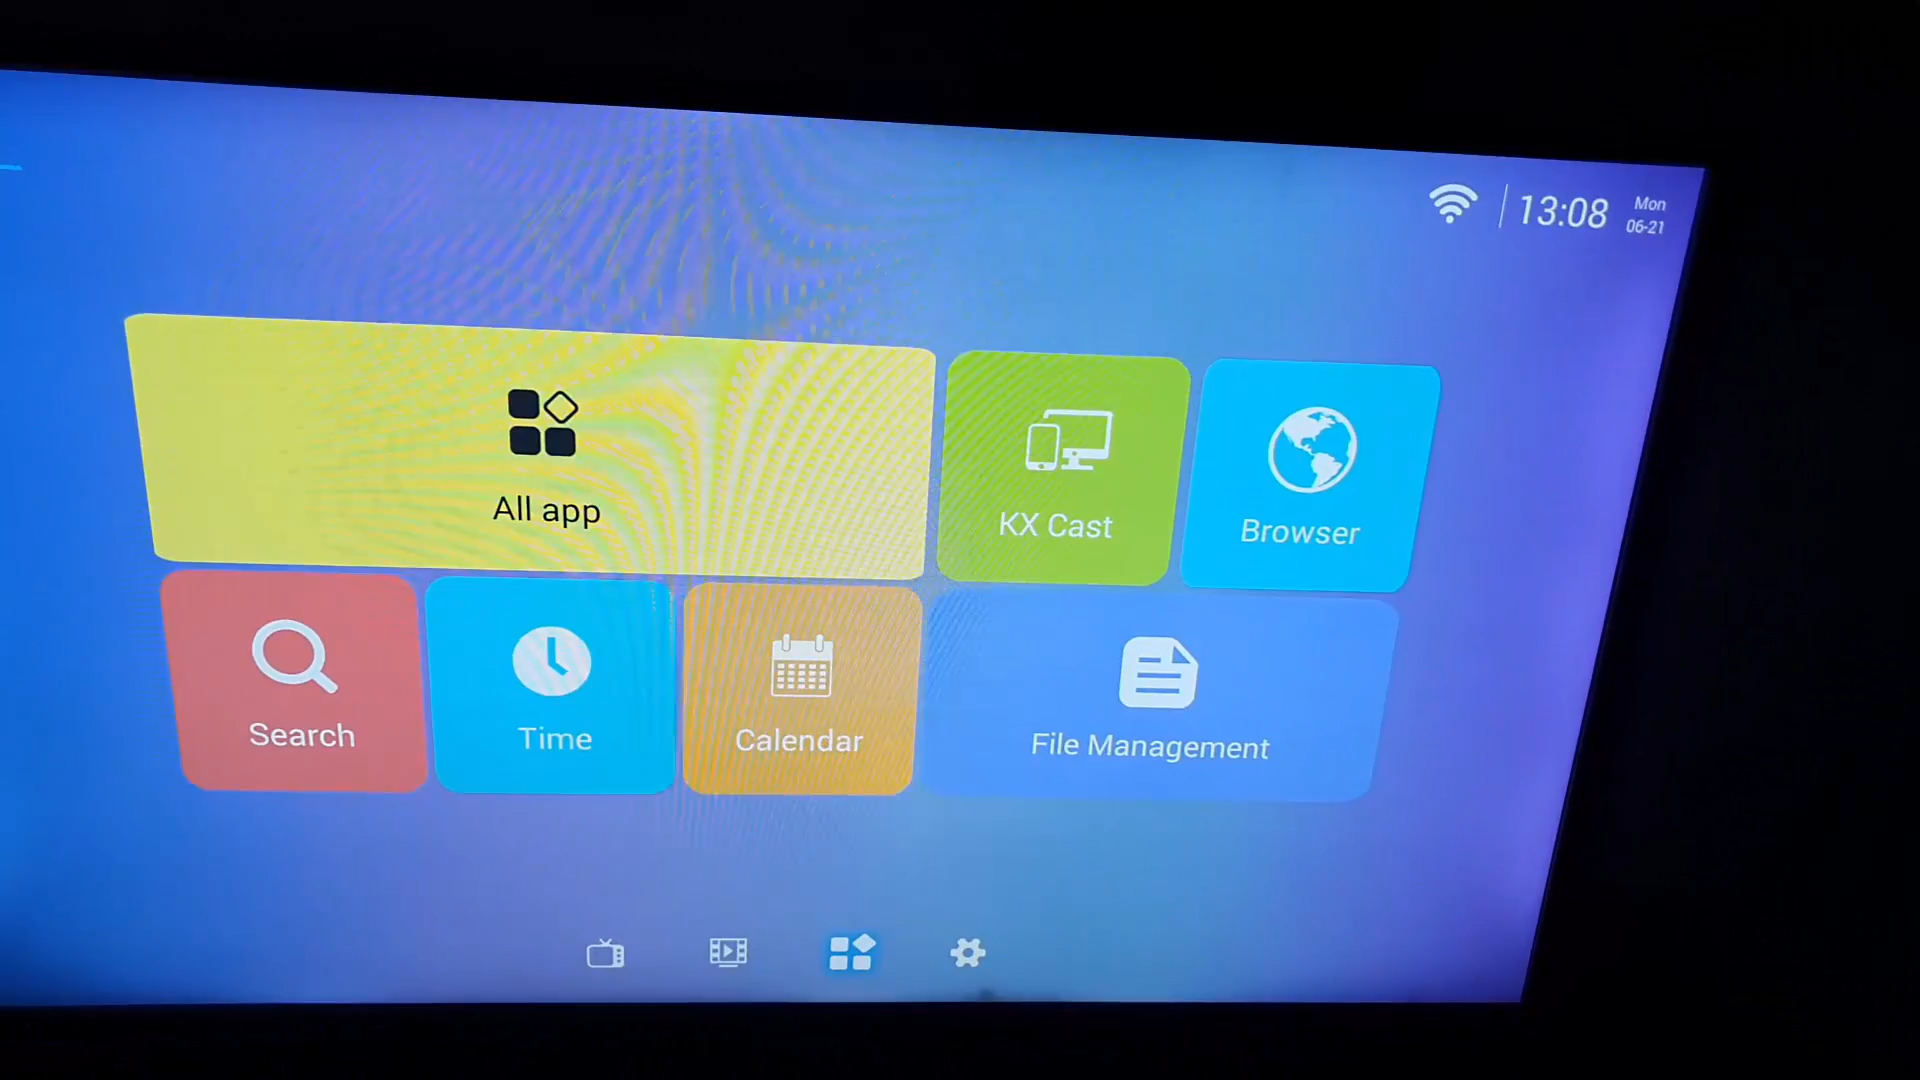 13:08
Mon
06-21
All app
KX Cast
Browser
Search
Time
Calendar
File Management